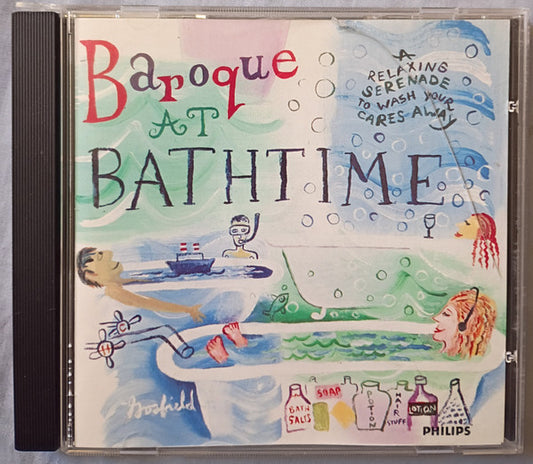 Baroque
AT
BATHTIME
A
RELAXING
SERENADE
TO WASH YOUR
CARES AWAY
Bosfield
BATH
SALTS
SOAP
POTION
HAIR
STUFF
LOTION
PHILIPS